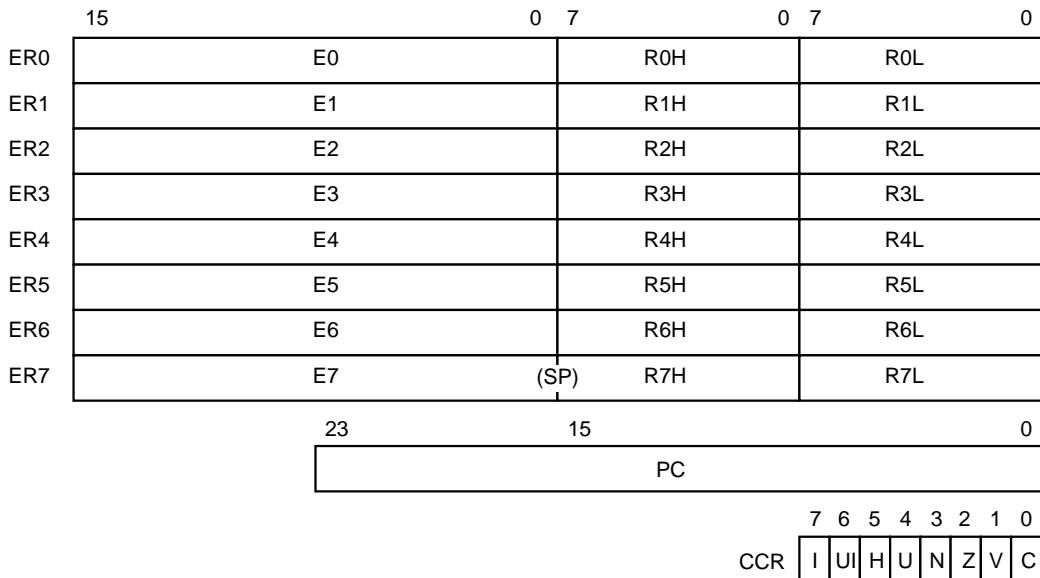 15 0 7 0 7 0
ER0 E0 R0H R0L
ER1 E1 R1H R1L
ER2 E2 R2H R2L
ER3 E3 R3H R3L
ER4 E4 R4H R4L
ER5 E5 R5H R5L
ER6 E6 R6H R6L
ER7 E7 (SP) R7H R7L
23 15 0
PC
7 6 5 4 3 2 1 0
CCR I UI H U N Z V C